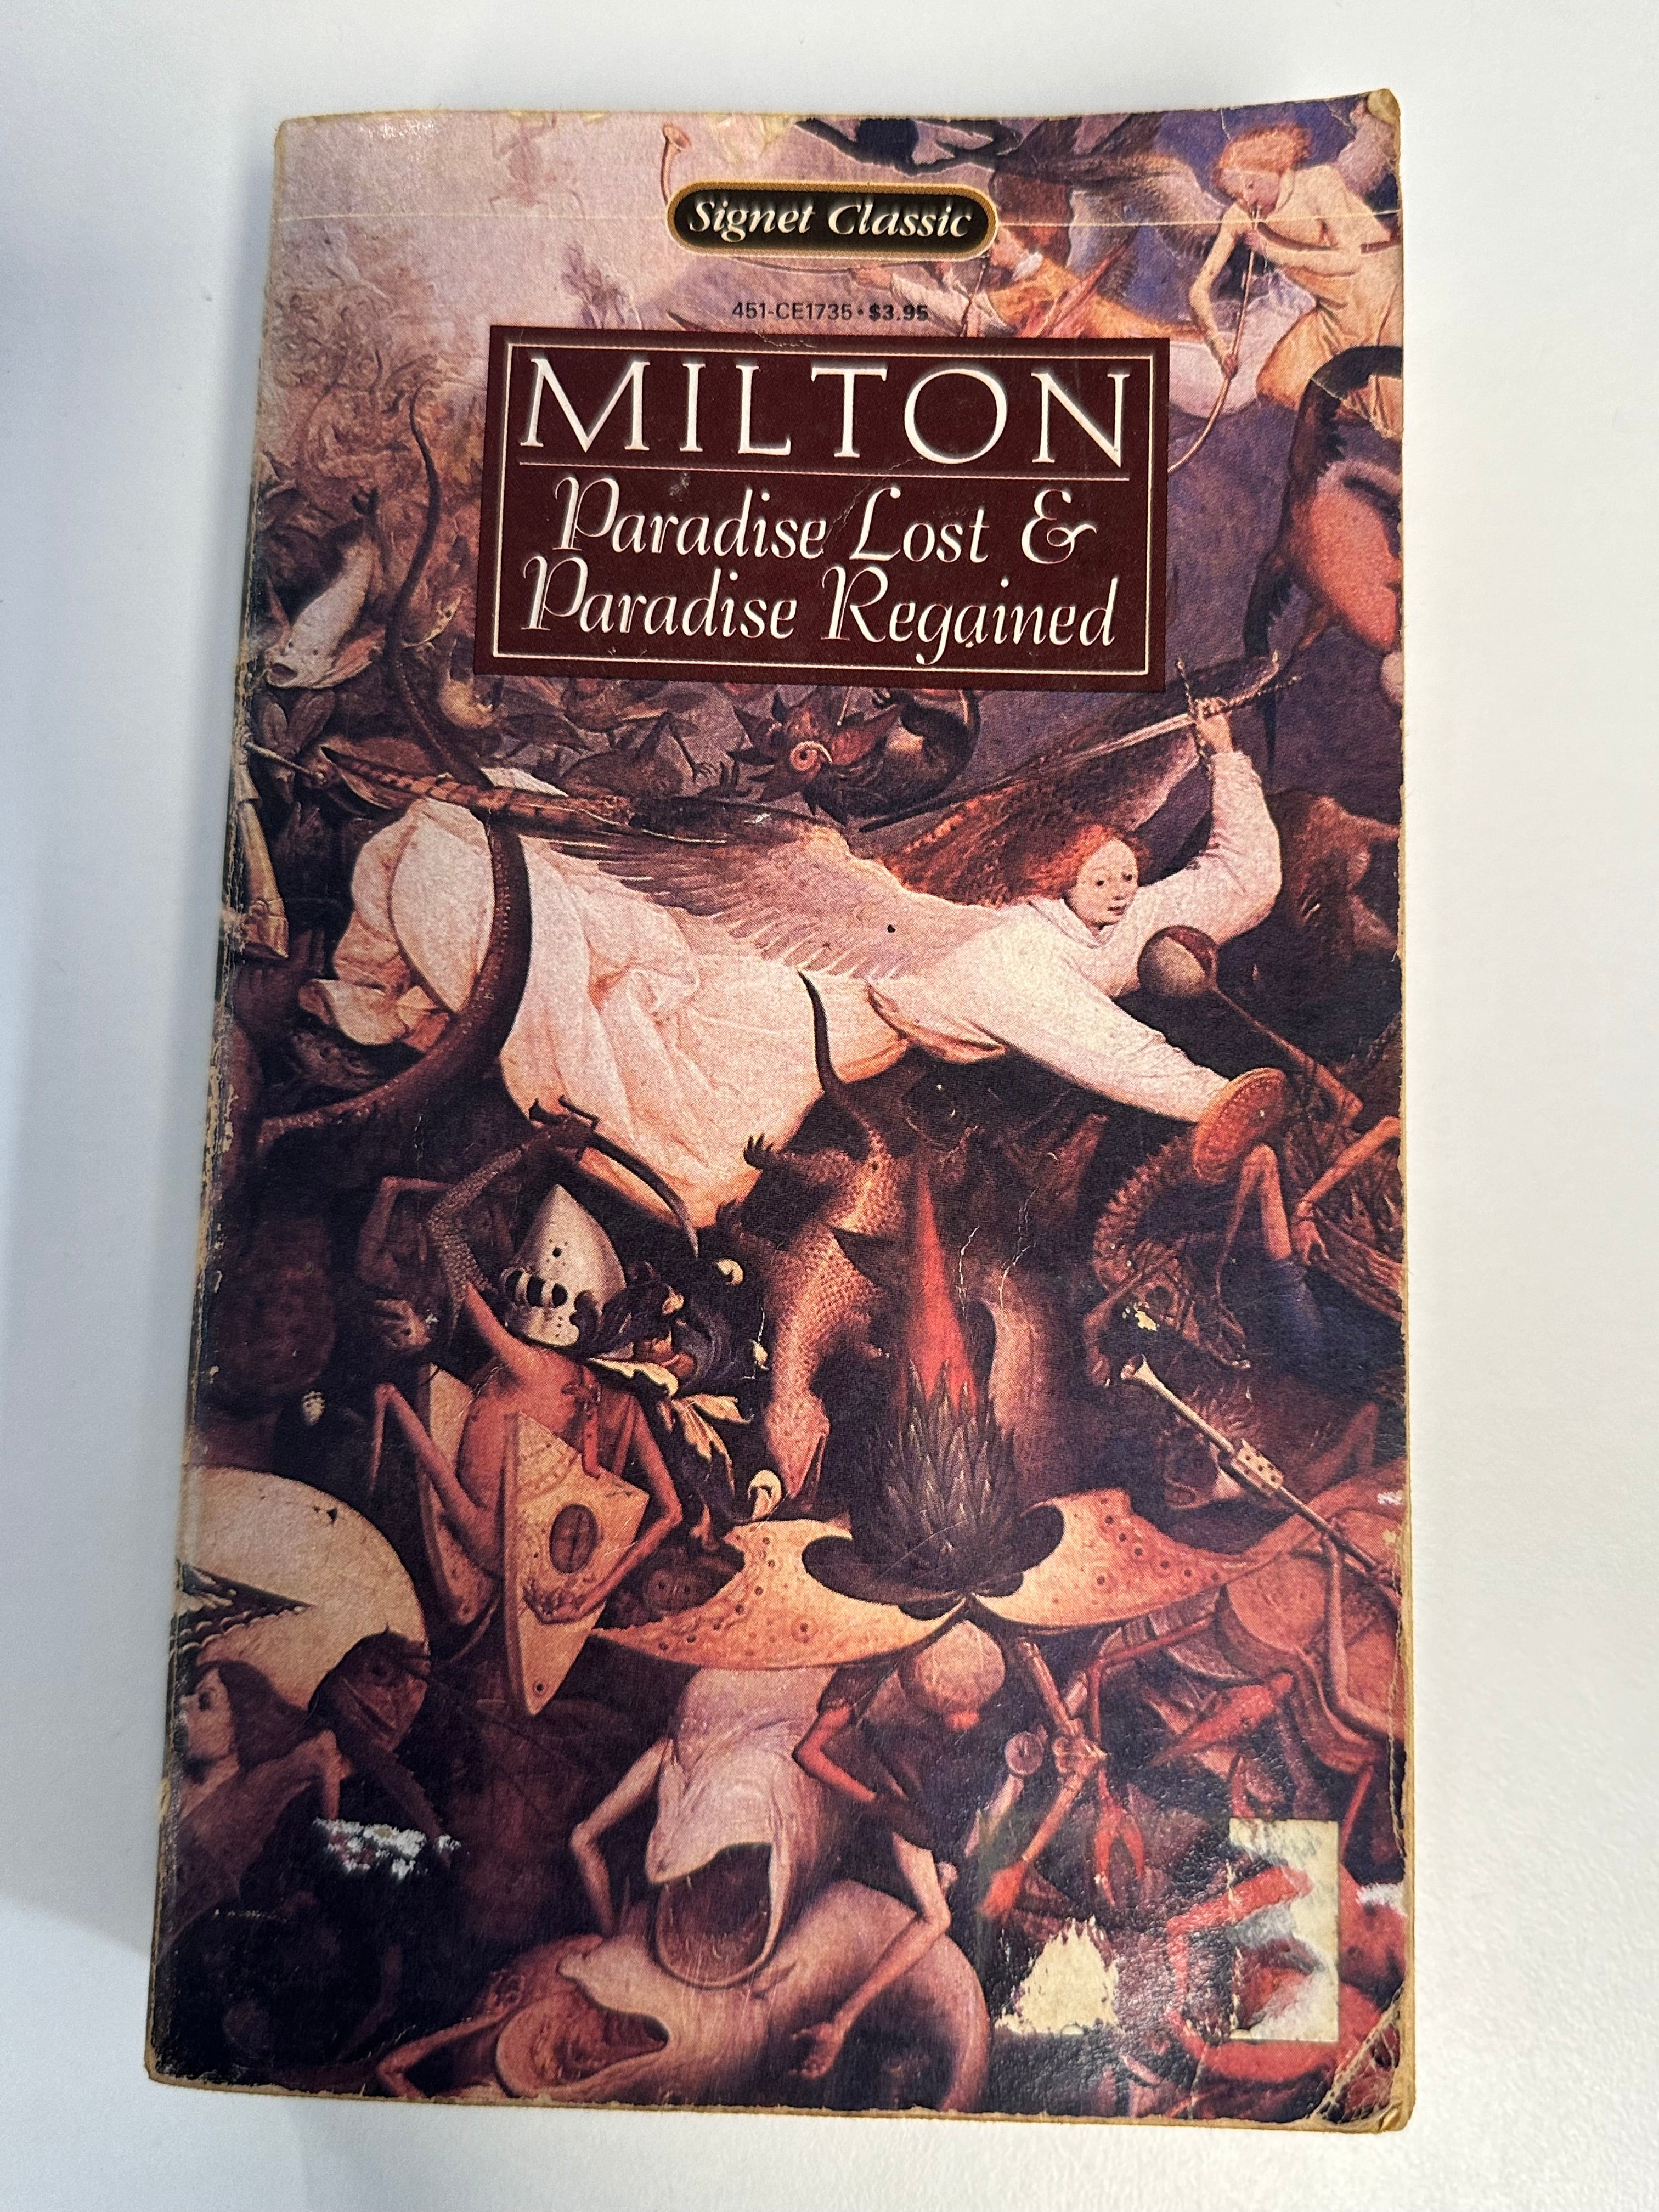 Signet Classic
451-CE1735 • $3.95
MILTON
Paradise Lost &
Paradise Regained